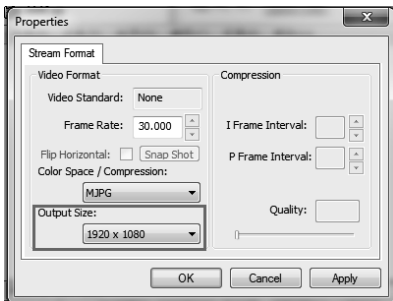 Properties
Stream Format
Video Format
Video Standard: None
Frame Rate: 30.000
Flip Horizontal: Snap Shot
Color Space / Compression:
MJPG
Output Size:
1920 x 1080
Compression
I Frame Interval:
P Frame Interval:
Quality:
OK Cancel Apply